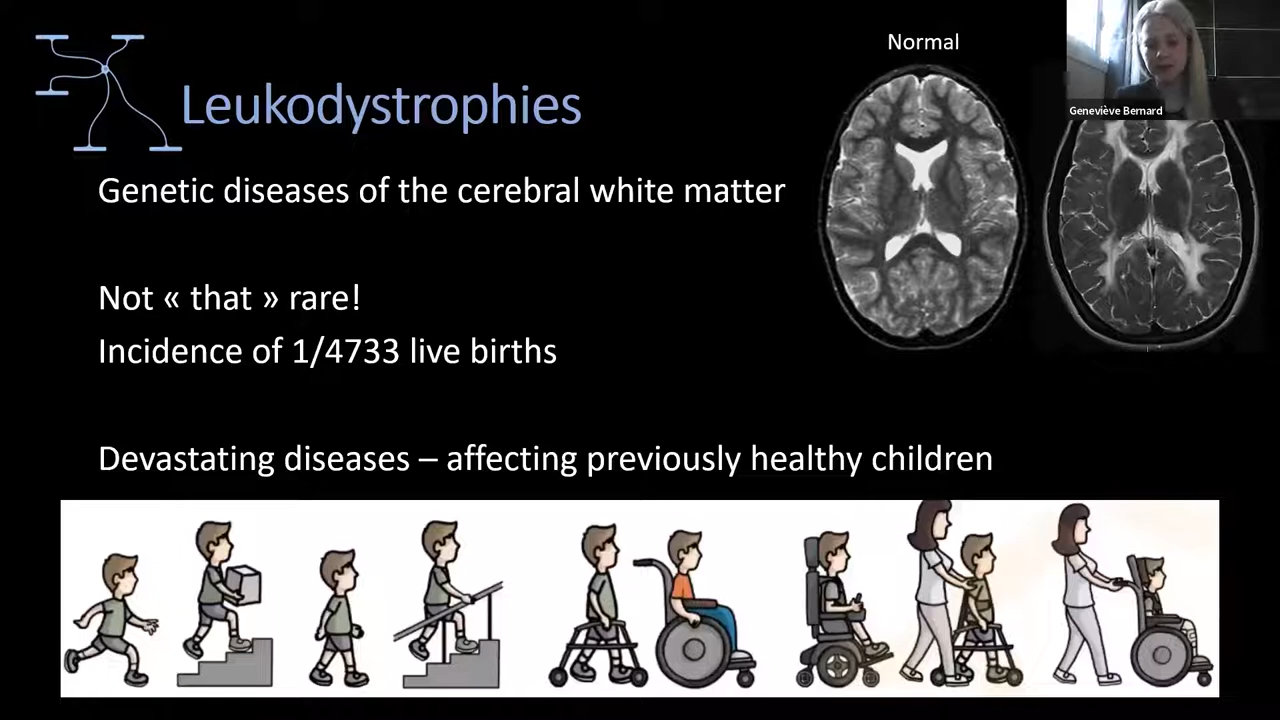 Normal
Geneviève Bernard
Leukodystrophies
Genetic diseases of the cerebral white matter
Not « that » rare!
Incidence of 1/4733 live births
Devastating diseases – affecting previously healthy children